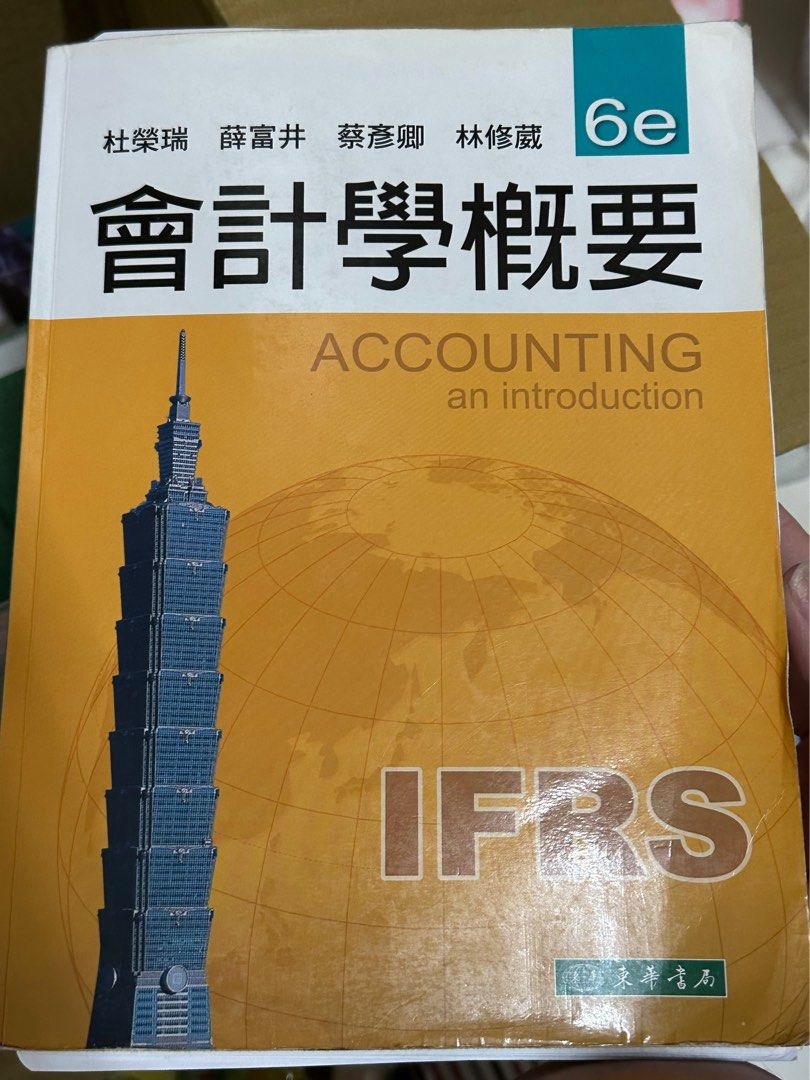 6e
杜榮瑞 薛富井 蔡彥卿 林修葳
會計學概要
ACCOUNTING
an introduction
IFRS
東華書局